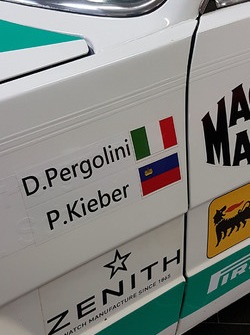 D.Pergolini
P.Kieber
ZENITH
WATCH MANUFACTURE SINCE 1865